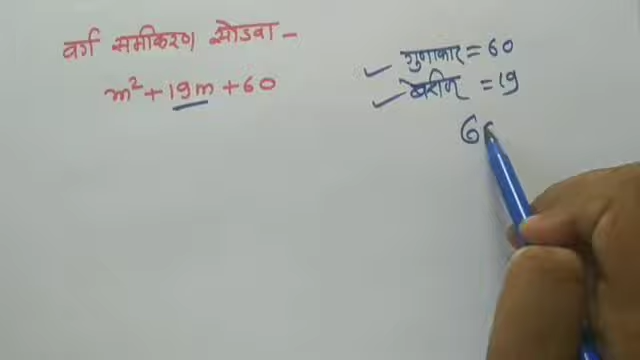 वर्ग समीकरण सोडवा –
m² + 19m + 60
गुणाकार = 60
बेरीज = 19
6